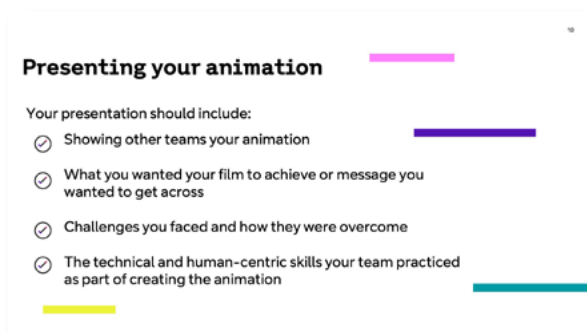 Presenting your animation
Your presentation should include:
Showing other teams your animation
What you wanted your film to achieve or message you
wanted to get across
Challenges you faced and how they were overcome
The technical and human-centric skills your team practiced
as part of creating the animation